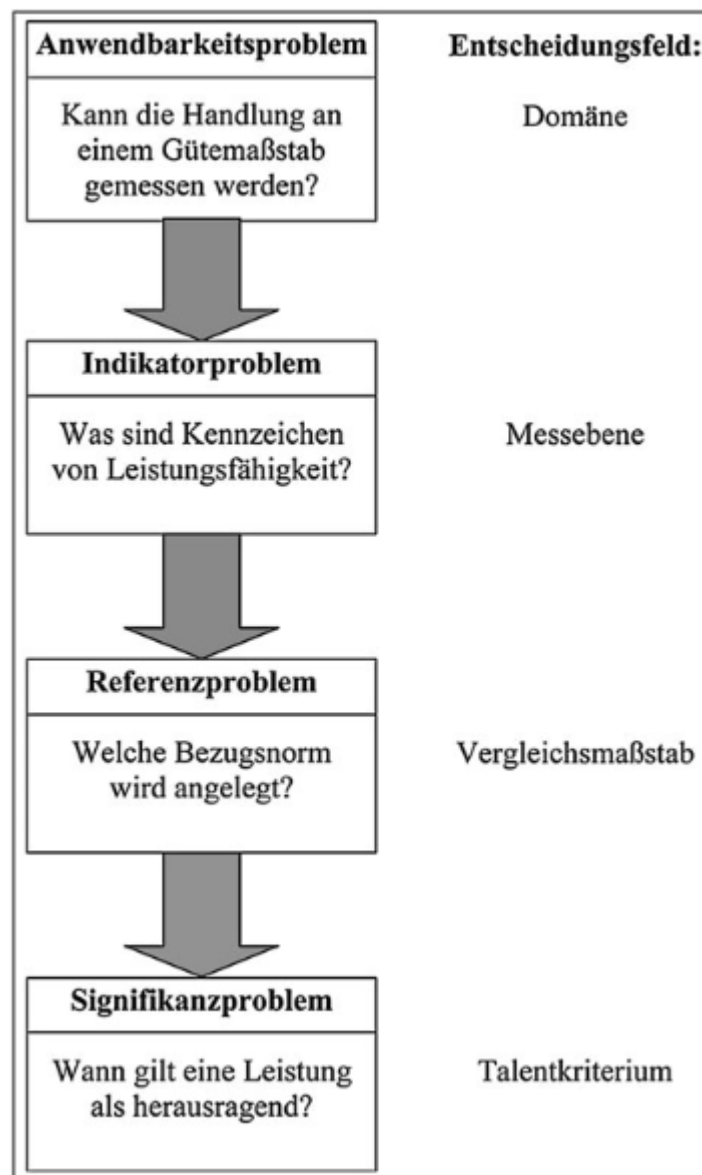 Anwendbarkeitsproblem
Entscheidungsfeld:
Kann die Handlung an
einem Gütemaßstab
gemessen werden?
Domäne
Indikatorproblem
Was sind Kennzeichen
von Leistungsfähigkeit?
Messebene
Referenzproblem
Welche Bezugsnorm
wird angelegt?
Vergleichsmaßstab
Signifikanzproblem
Wann gilt eine Leistung
als herausragend?
Talentkriterium